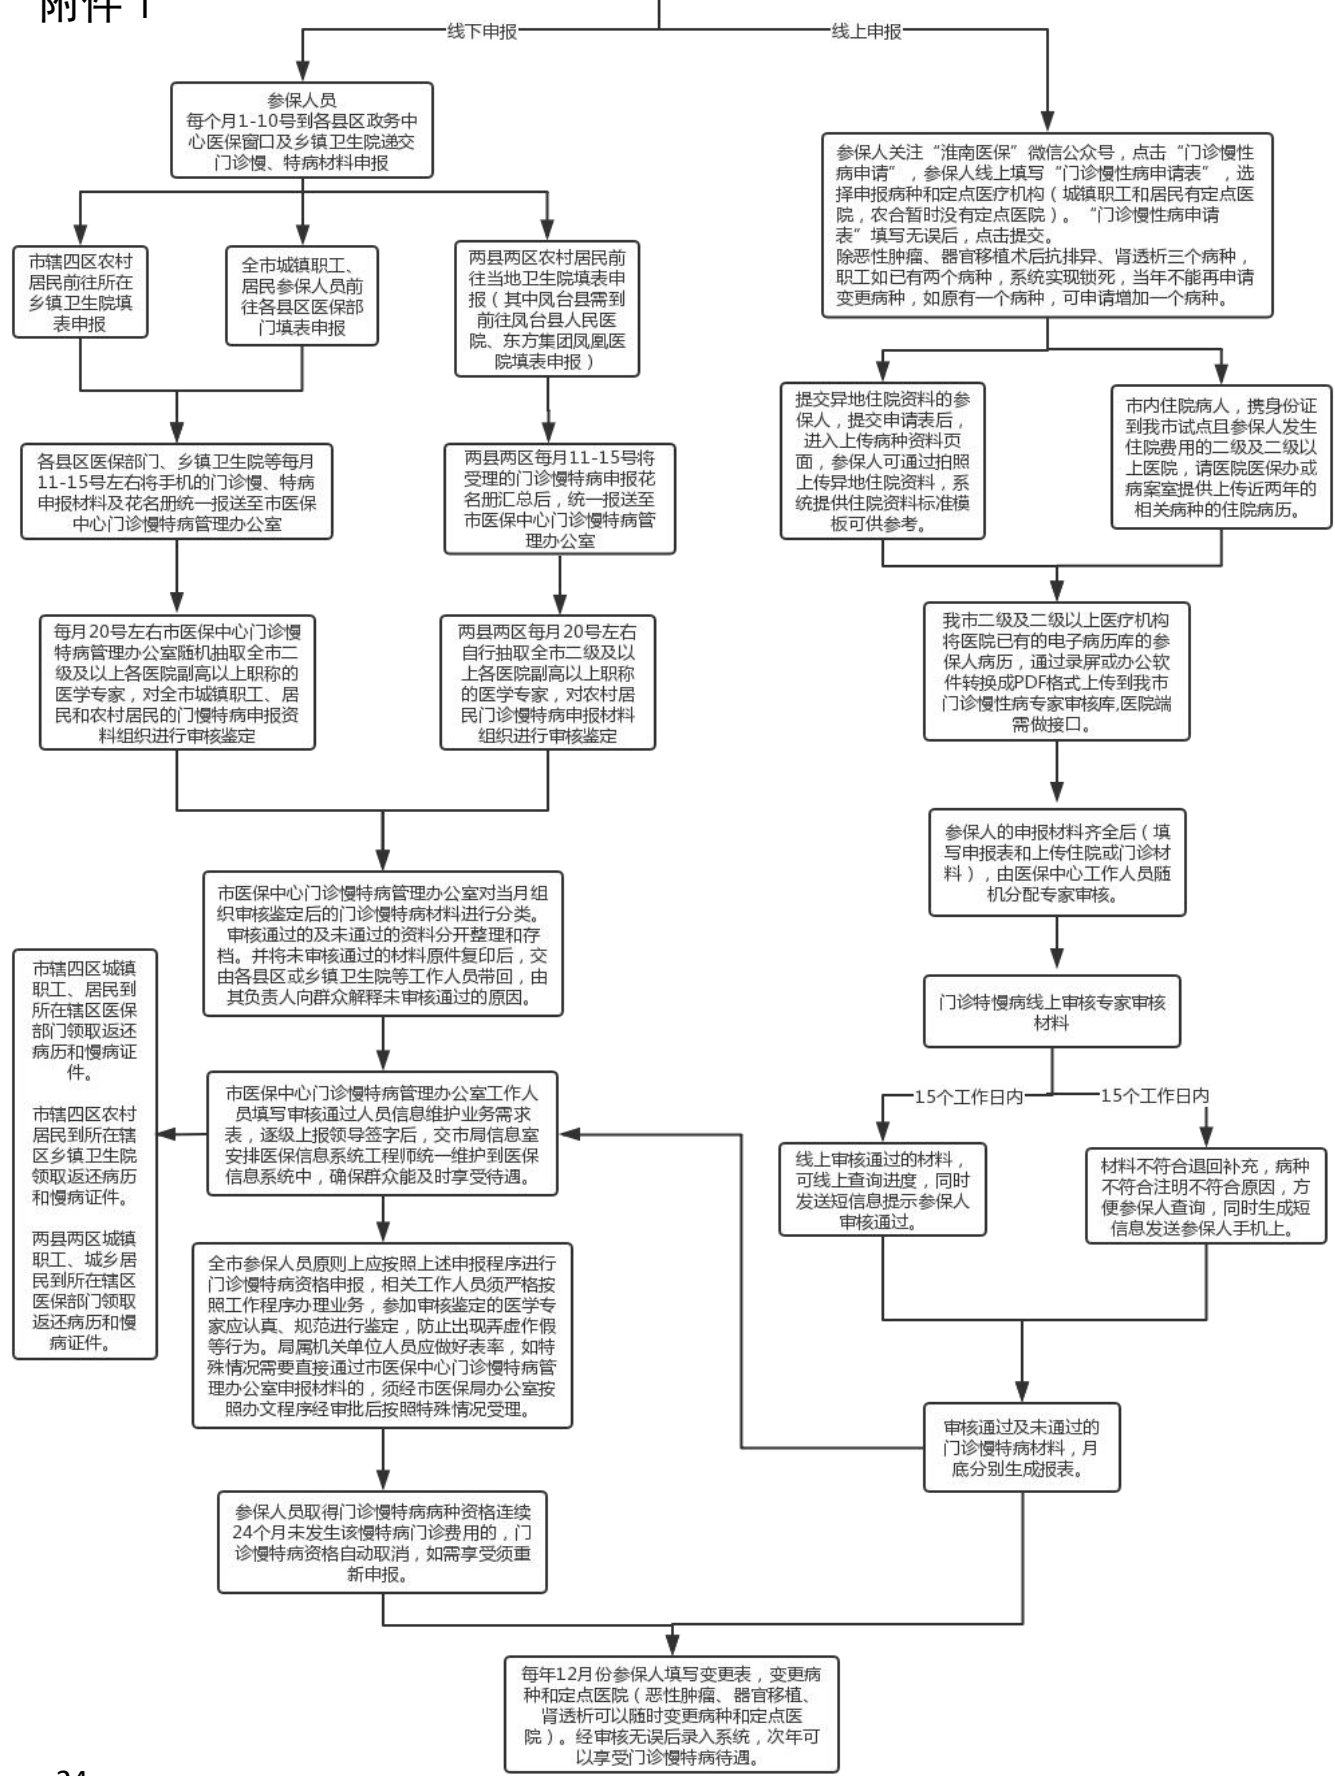 附件 1
线下申报
线上申报
参保人员
每个月1-10号到各县区政务中
心医保窗口及乡镇卫生院递交
门诊慢、特病材料申报
参保人关注“淮南医保”微信公众号，点击“门诊慢性
病申请”，参保人线上填写“门诊慢性病申请表”，选
择申报病种和定点医疗机构（城镇职工和居民有定点医
院，农合暂时没有定点医院）。“门诊慢性病申请
表”填写无误后，点击提交。
除恶性肿瘤、器官移植术后抗排异、肾透析三个病种，
职工如已有两个病种，系统实现锁死，当年不能再申请
变更病种，如原有一个病种，可申请增加一个病种。
市辖四区农村
居民前往所在
乡镇卫生院填
表申报
全市城镇职工、
居民参保人员前
往各县区医保部
门填表申报
两县两区农村居民前
往当地卫生院填表申
报（其中凤台县需到
前往凤台县人民医
院、东方集团凤凰医
院填表申报）
提交异地住院资料的参
保人，提交申请表后，
进入上传病种资料页
面，参保人可通过拍照
上传异地住院资料，系
统提供住院资料标准模
板可供参考。
市内住院病人，携身份证
到我市试点且参保人发生
住院费用的二级及二级以
上医院，请医院医保办或
病案室提供上传近两年的
相关病种的住院病历。
各县区医保部门、乡镇卫生院等每月
11-15号左右将手机的门诊慢、特病
申报材料及花名册统一报送至市医保
中心门诊慢特病管理办公室
两县两区每月11-15号将
受理的门诊慢特病申报花
名册汇总后，统一报送至
市医保中心门诊慢特病管
理办公室
每月20号左右市医保中心门诊慢
特病管理办公室随机抽取全市二
级及以上各医院副高以上职称的
医学专家，对全市城镇职工、居
民和农村居民的门慢特病申报资
料组织进行审核鉴定
两县两区每月20号左右
自行抽取全市二级及以
上各医院副高以上职称
的医学专家，对农村居
民门诊慢特病申报材料
组织进行审核鉴定
我市二级及二级以上医疗机构
将医院已有的电子病历库的参
保人病历，通过录屏或办公软
件转换成PDF格式上传到我市
门诊慢性病专家审核库,医院端
需做接口。
参保人的申报材料齐全后（填
写申报表和上传住院或门诊材
料），由医保中心工作人员随
机分配专家审核。
市医保中心门诊慢特病管理办公室对当月组
织审核鉴定后的门诊慢特病材料进行分类。
审核通过的及未通过的资料分开整理和存
档。并将未审核通过的材料原件复印后，交
由各县区或乡镇卫生院等工作人员带回，由
其负责人向群众解释未审核通过的原因。
门诊特慢病线上审核专家审核
材料
市辖四区城镇
职工、居民到
所在辖区医保
部门领取返还
病历和慢病证
件。
市辖四区农村
居民到所在辖
区乡镇卫生院
领取返还病历
和慢病证件。
两县两区城镇
职工、城乡居
民到所在辖区
医保部门领取
返还病历和慢
病证件。
市医保中心门诊慢特病管理办公室工作人
员填写审核通过人员信息维护业务需求
表，逐级上报领导签字后，交市局信息室
安排医保信息系统工程师统一维护到医保
信息系统中，确保群众能及时享受待遇。
15个工作日内
15个工作日内
线上审核通过的材料，
可线上查询进度，同时
发送短信息提示参保人
审核通过。
材料不符合退回补充，病种
不符合注明不符合原因，方
便参保人查询，同时生成短
信息发送参保人手机上。
全市参保人员原则上应按照上述申报程序进行
门诊慢特病资格申报，相关工作人员须严格按
照工作程序办理业务，参加审核鉴定的医学专
家应认真、规范进行鉴定，防止出现弄虚作假
等行为。局属机关单位人员应做好表率，如特
殊情况需要直接通过市医保中心门诊慢特病管
理办公室申报材料的，须经市医保局办公室按
照办文程序经审批后按照特殊情况受理。
审核通过及未通过的
门诊慢特病材料，月
底分别生成报表。
参保人员取得门诊慢特病病种资格连续
24个月未发生该慢特病门诊费用的，门
诊慢特病资格自动取消，如需享受须重
新申报。
每年12月份参保人填写变更表，变更病
种和定点医院（恶性肿瘤、器官移植、
肾透析可以随时变更病种和定点医
院）。经审核无误后录入系统，次年可
以享受门诊慢特病待遇。